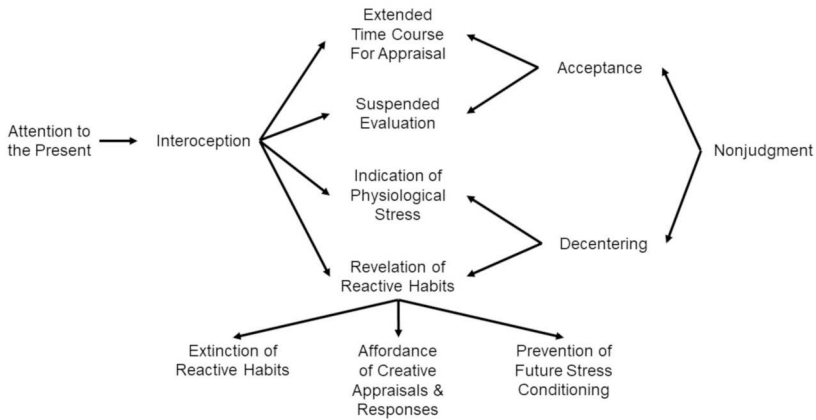 Extended
Time Course
For Appraisal
Acceptance
Suspended
Evaluation
Attention to
the Present
Interoception
Nonjudgment
Indication of
Physiological
Stress
Decentering
Revelation of
Reactive Habits
Extinction of
Reactive Habits
Affordance
of Creative
Appraisals &
Responses
Prevention of
Future Stress
Conditioning